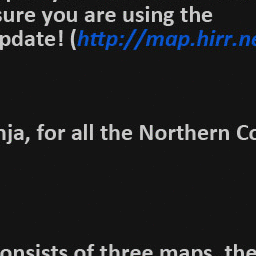 sure you are using the
pdate! (http://map.hirr.ne
nja, for all the Northern Co
onsists of three maps, the